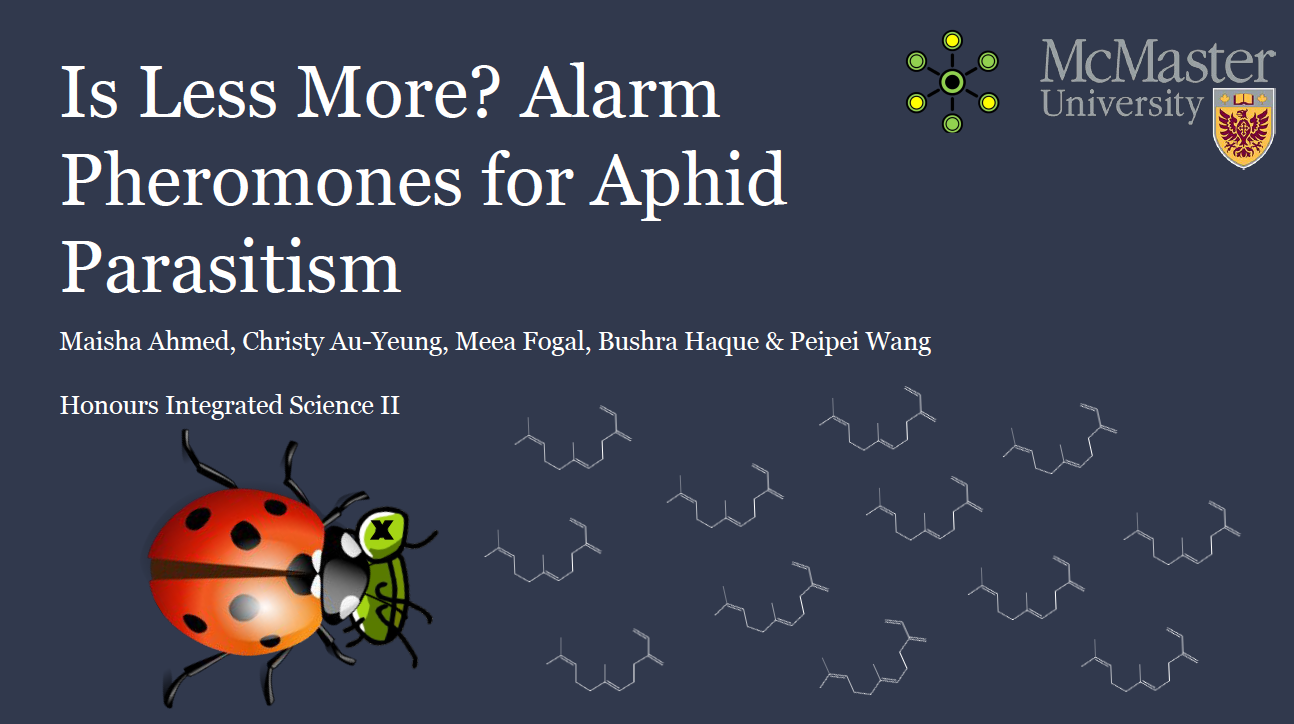 Is Less More? Alarm
Pheromones for Aphid
Parasitism
McMaster
University
Maisha Ahmed, Christy Au-Yeung, Meea Fogal, Bushra Haque & Peipei Wang
Honours Integrated Science II
X